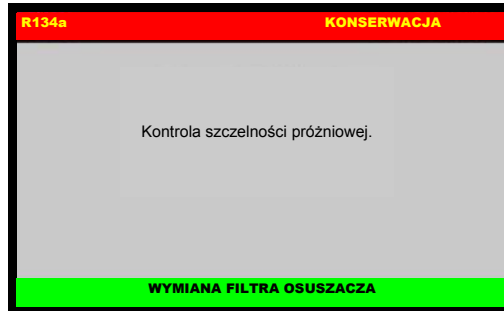 R134a KONSERWACJA
Kontrola szczelności próżniowej.
WYMIANA FILTRA OSUSZACZA